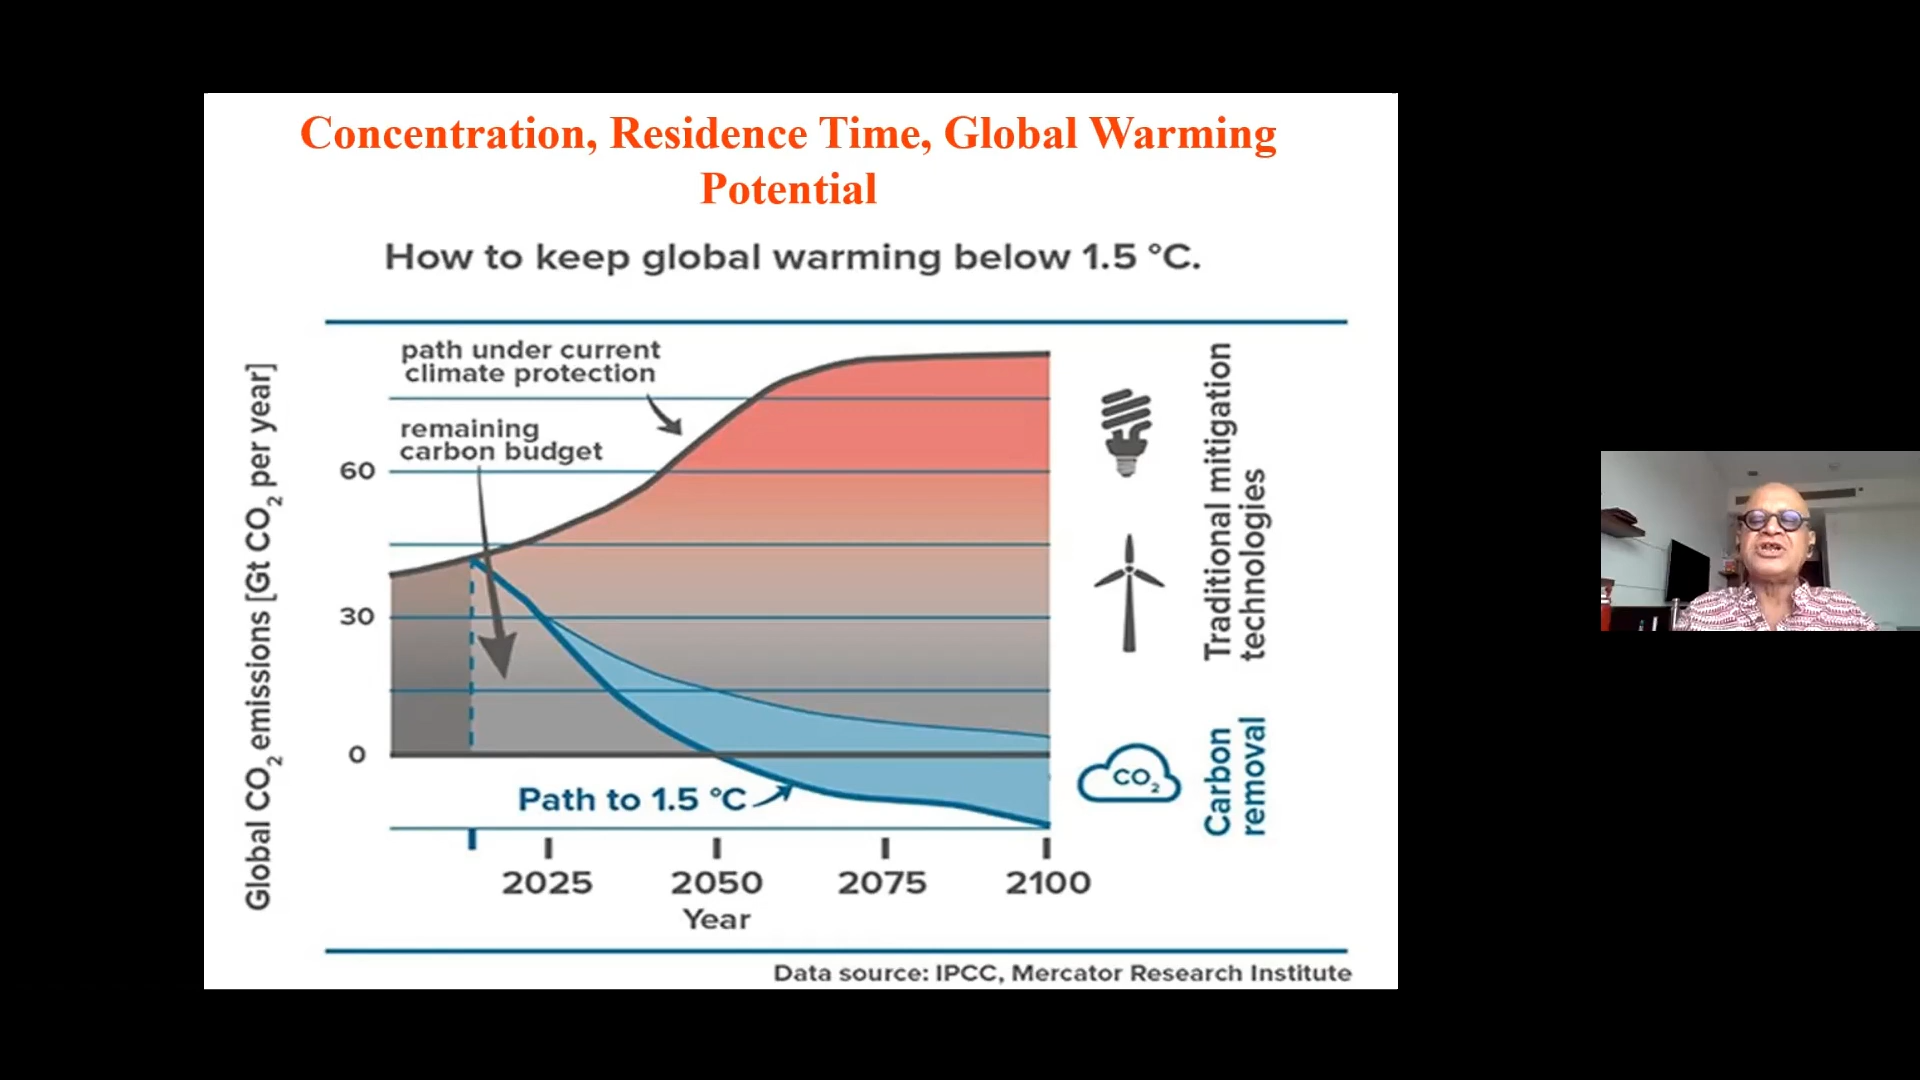 Concentration, Residence Time, Global Warming
Potential
How to keep global warming below 1.5 °C.
path under current
climate protection
remaining
carbon budget
60
30
0
Global CO₂ emissions [Gt CO₂ per year]
Path to 1.5 °C
2025 2050 2075 2100
Year
Traditional mitigation
technologies
CO₂
Carbon
removal
Data source: IPCC, Mercator Research Institute